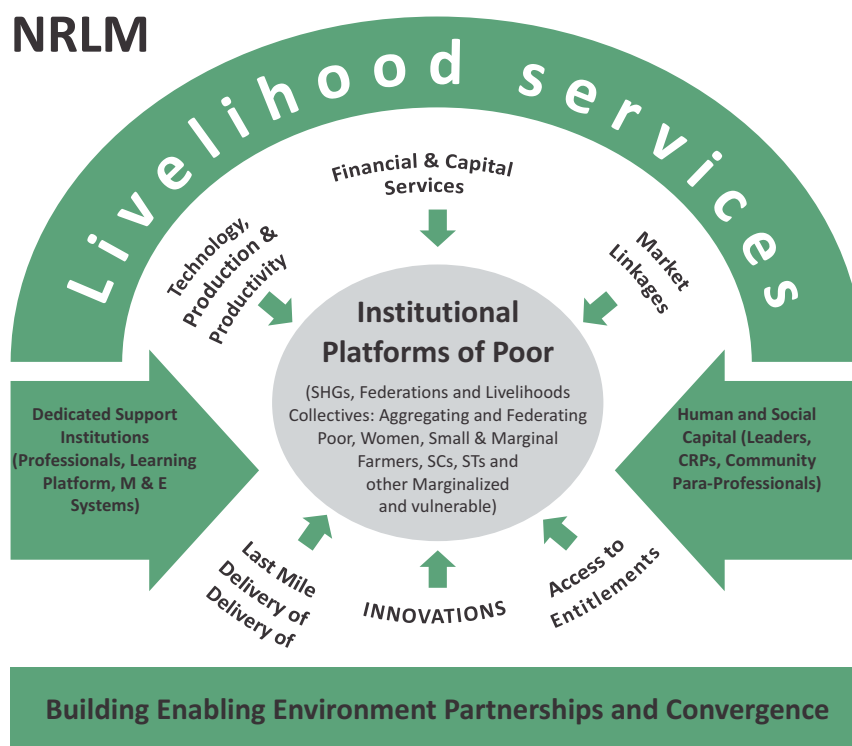 NRLM
Livelihood services
Financial & Capital
Services
Technology,
Production &
Productivity
Market
Linkages
Institutional
Platforms of Poor
(SHGs, Federations and Livelihoods
Collectives: Aggregating and Federating
Poor, Women, Small & Marginal
Farmers, SCs, STs and
other Marginalized
and vulnerable)
Dedicated Support
Institutions
(Professionals, Learning
Platform, M & E
Systems)
Human and Social
Capital (Leaders,
CRPs, Community
Para-Professionals)
Last Mile
Delivery of
Delivery of
INNOVATIONS
Access to
Entitlements
Building Enabling Environment Partnerships and Convergence